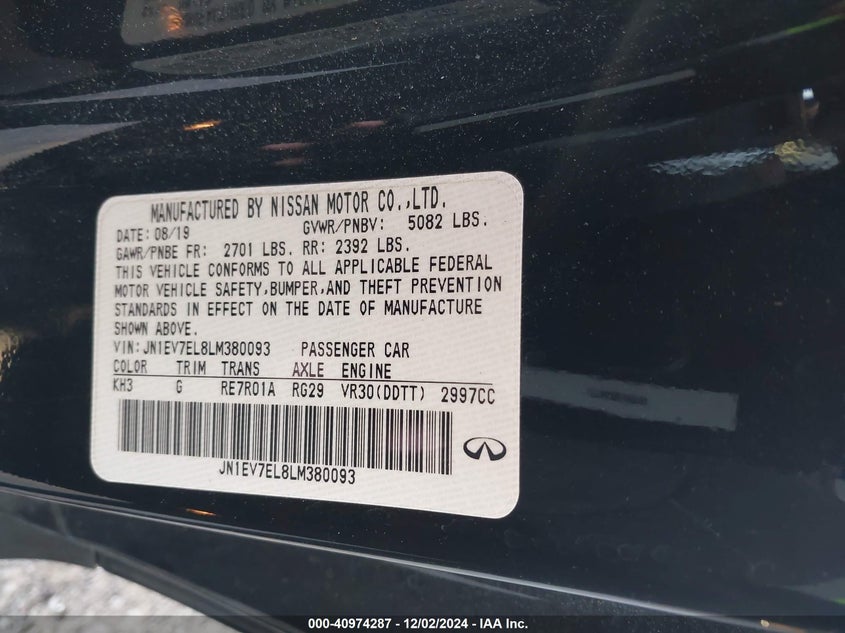 MANUFACTURED BY NISSAN MOTOR CO.,LTD.
DATE: 08/19 GVWR/PNBV: 5082 LBS.
GAWR/PNBE FR: 2701 LBS. RR: 2392 LBS.
THIS VEHICLE CONFORMS TO ALL APPLICABLE FEDERAL
MOTOR VEHICLE SAFETY,BUMPER,AND THEFT PREVENTION
STANDARDS IN EFFECT ON THE DATE OF MANUFACTURE
SHOWN ABOVE.
VIN:JN1EV7EL8LM380093 PASSENGER CAR
COLOR TRIM TRANS AXLE ENGINE
KH3 G RE7R01A RG29 VR30(DDTT) 2997CC
JN1EV7EL8LM380093
000-40974287 - 12/02/2024 - IAA Inc.